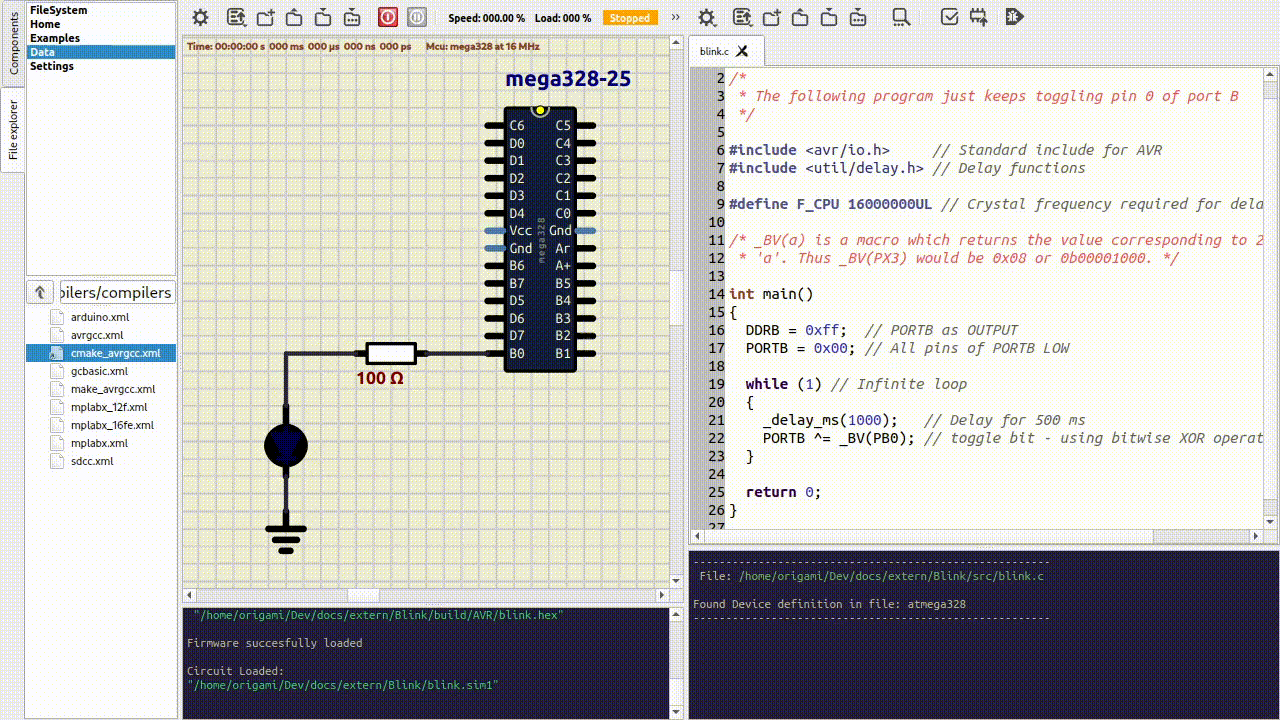 Components
File explorer
FileSystem
Home
Examples
Data
Settings
pilers/compilers
arduino.xml
avrgcc.xml
cmake_avrgcc.xml
gcbasic.xml
make_avrgcc.xml
mplabx_12f.xml
mplabx_16fe.xml
mplabx.xml
sdcc.xml
Speed: 000.00 % Load: 000 % Stopped »
Time: 00:00:00 s 000 ms 000 µs 000 ns 000 ps Mcu: mega328 at 16 MHz
mega328-25
C6 C5
D0 C4
D1 C3
D2 C2
D3 C1
D4 C0
Vcc Gnd
Gnd Ar
B6 A+
B7 B5
D5 B4
D6 B3
D7 B2
B0 B1
mega328
100 Ω
"/home/origami/Dev/docs/extern/Blink/build/AVR/blink.hex"
Firmware succesfully loaded
Circuit Loaded:
"/home/origami/Dev/docs/extern/Blink/blink.sim1"
blink.c
2 /*
3 * The following program just keeps toggling pin 0 of port B
4 */
5
6 #include <avr/io.h> // Standard include for AVR
7 #include <util/delay.h> // Delay functions
8
9 #define F_CPU 16000000UL // Crystal frequency required for dela
10
11 /* _BV(a) is a macro which returns the value corresponding to 2
12 * 'a'. Thus _BV(PX3) would be 0x08 or 0b00001000. */
13
14 int main()
15 {
16 DDRB = 0xff; // PORTB as OUTPUT
17 PORTB = 0x00; // All pins of PORTB LOW
18
19 while (1) // Infinite loop
20 {
21 _delay_ms(1000); // Delay for 500 ms
22 PORTB ^= _BV(PB0); // toggle bit - using bitwise XOR operat
23 }
24
25 return 0;
26 }
27
--------------------------------------------------------
File: /home/origami/Dev/docs/extern/Blink/src/blink.c
Found Device definition in file: atmega328
--------------------------------------------------------